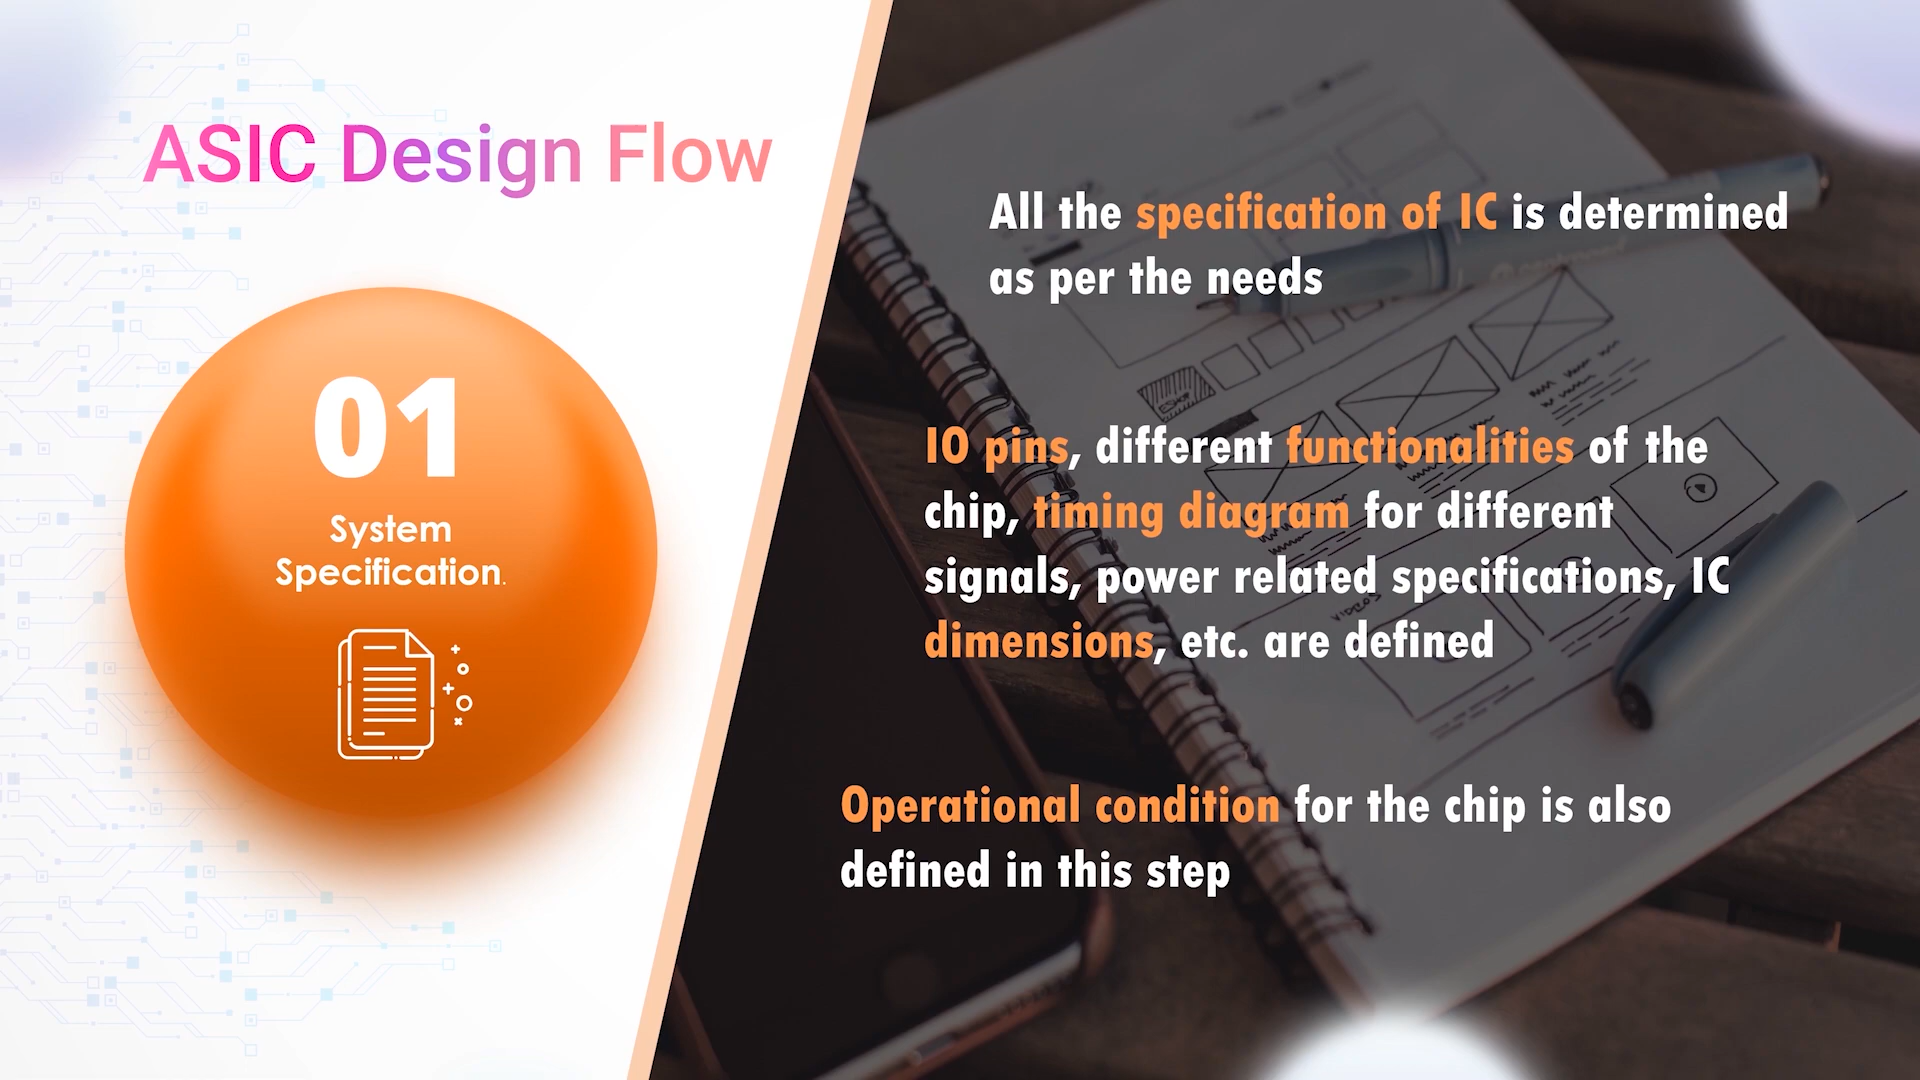 ASIC Design Flow
01
System
Specification.
All the specification of IC is determined
as per the needs
IO pins, different functionalities of the
chip, timing diagram for different
signals, power related specifications, IC
dimensions, etc. are defined
Operational condition for the chip is also
defined in this step
ESHOP
VIDEOS